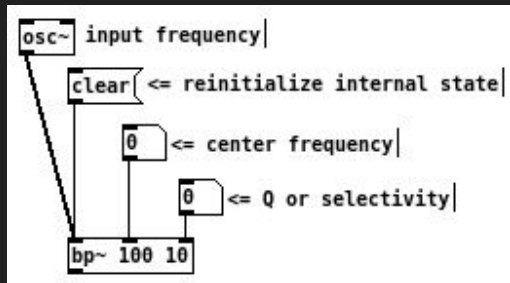 osc~ input frequency
clear <= reinitialize internal state
0 <= center frequency
0 <= Q or selectivity
bp~ 100 10